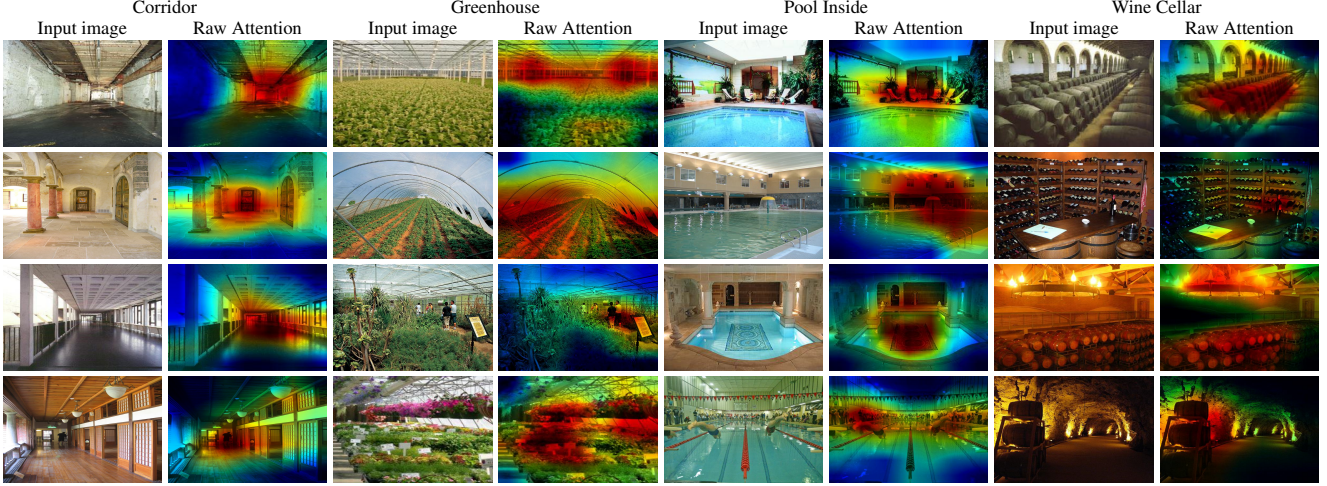 Corridor Greenhouse Pool Inside Wine Cellar
Input image Raw Attention Input image Raw Attention Input image Raw Attention Input image Raw Attention